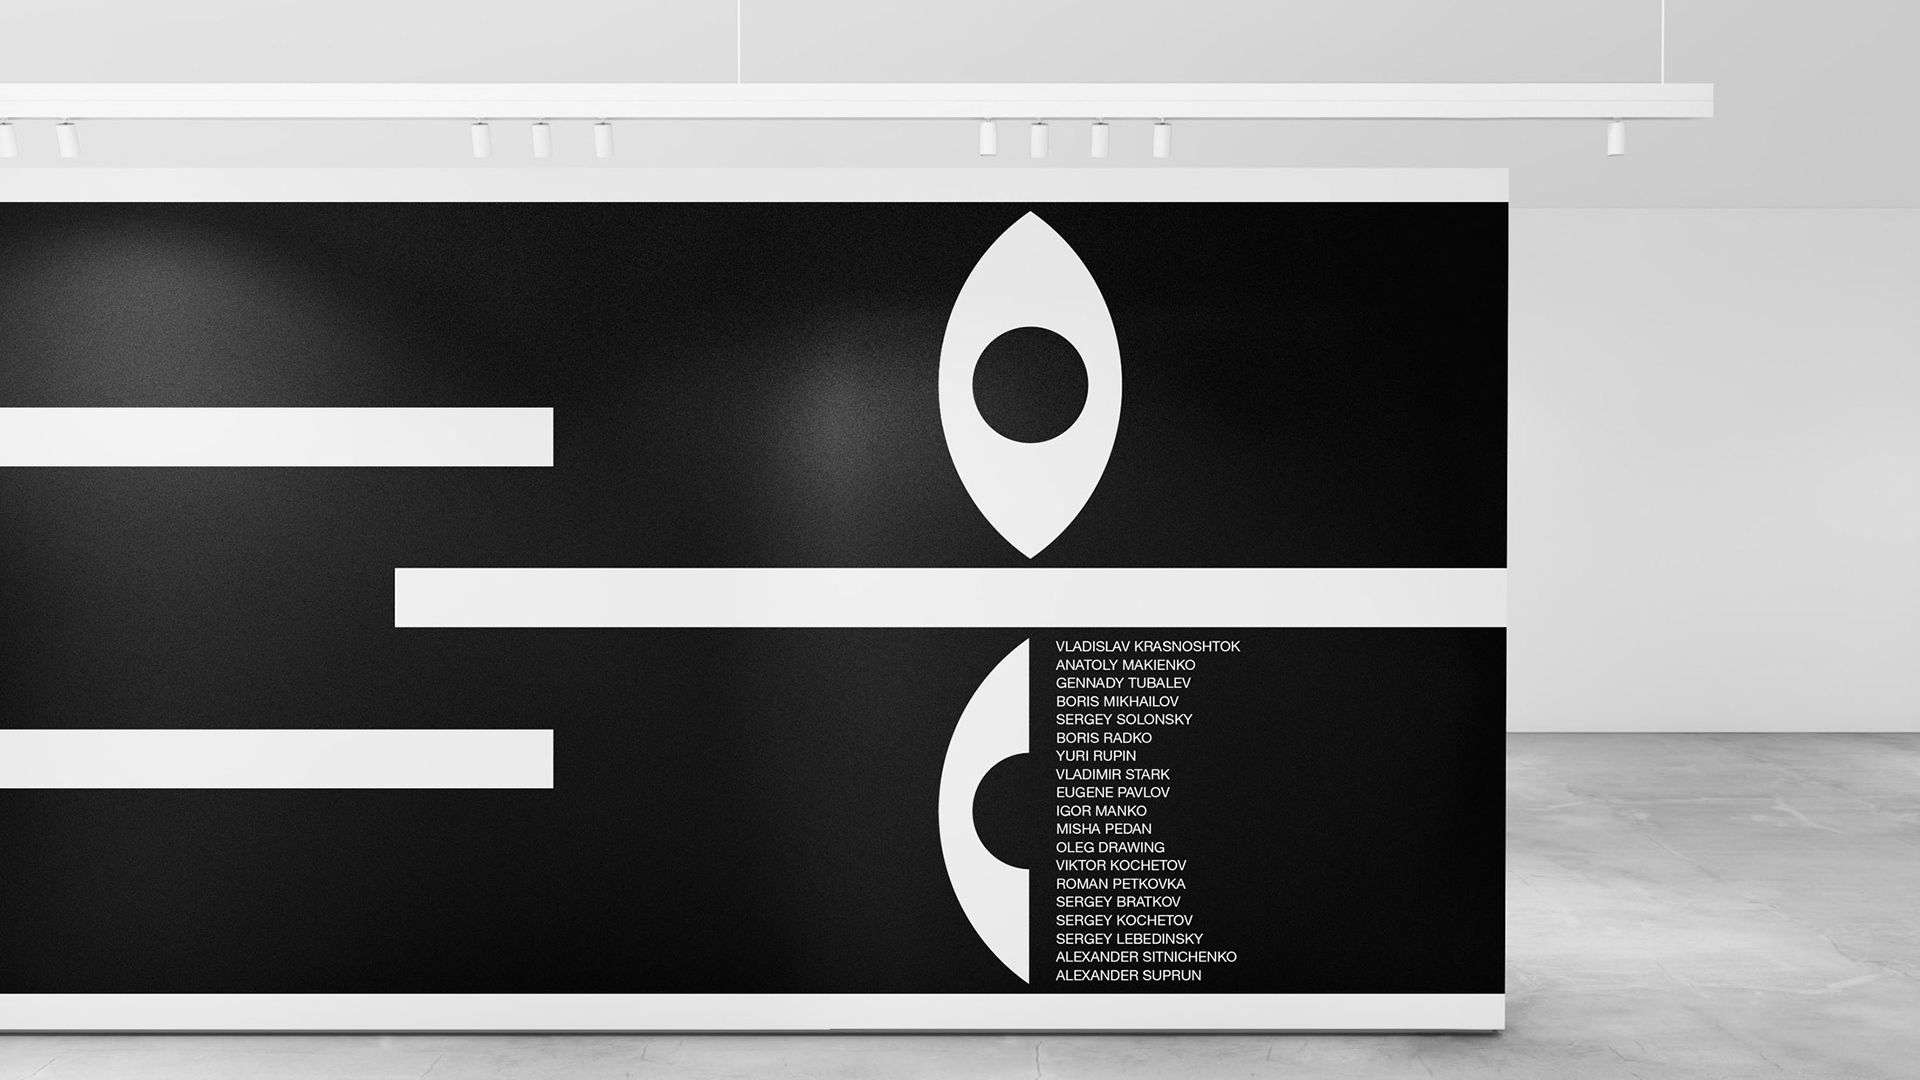 VLADISLAV KRASNOSHTOK
ANATOLY MAKIENKO
GENNADY TUBALEV
BORIS MIKHAILOV
SERGEY SOLONSKY
BORIS RADKO
YURI RUPIN
VLADIMIR STARK
EUGENE PAVLOV
IGOR MANKO
MISHA PEDAN
OLEG DRAWING
VIKTOR KOCHETOV
ROMAN PETKOVKA
SERGEY BRATKOV
SERGEY KOCHETOV
SERGEY LEBEDINSKY
ALEXANDER SITNICHENKO
ALEXANDER SUPRUN